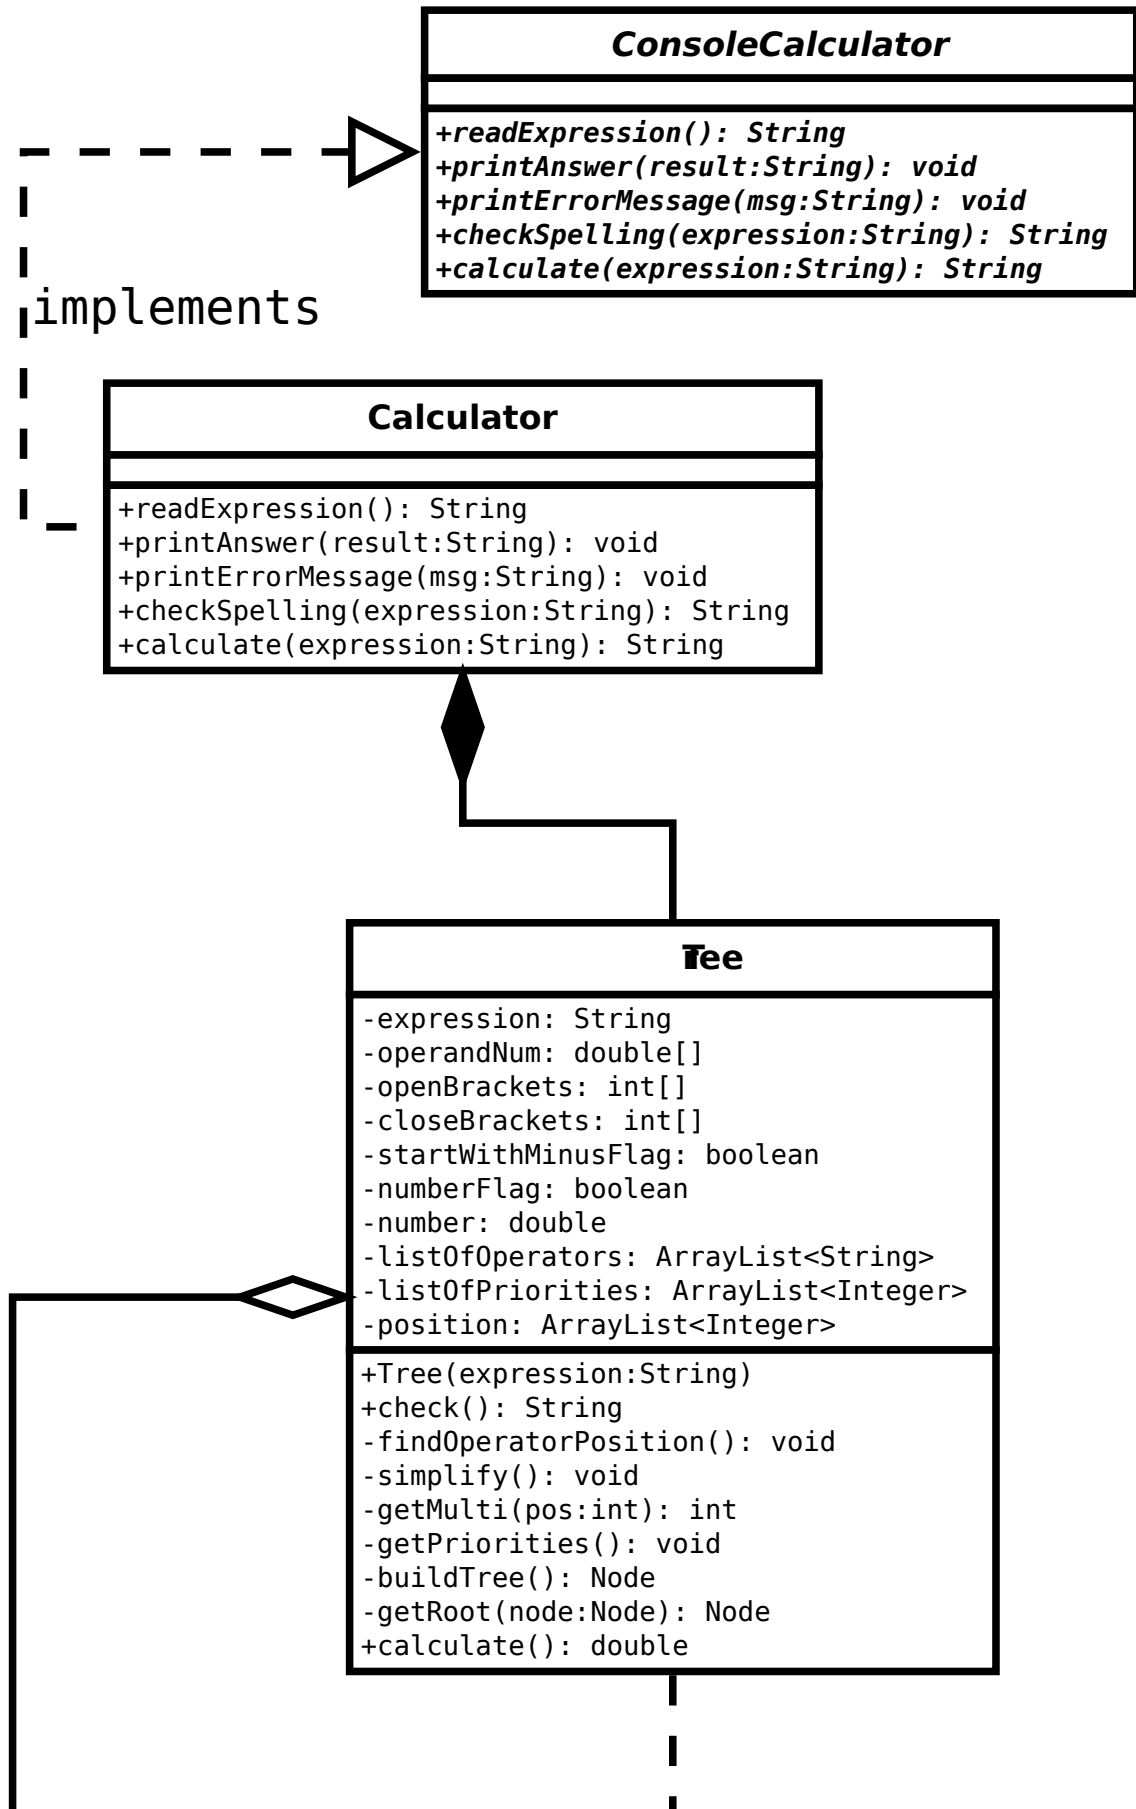 ConsoleCalculator
+readExpression(): String
+printAnswer(result:String): void
+printErrorMessage(msg:String): void
+checkSpelling(expression:String): String
+calculate(expression:String): String
implements
Calculator
+readExpression(): String
+printAnswer(result:String): void
+printErrorMessage(msg:String): void
+checkSpelling(expression:String): String
+calculate(expression:String): String
Tree
-expression: String
-operandNum: double[]
-openBrackets: int[]
-closeBrackets: int[]
-startWithMinusFlag: boolean
-numberFlag: boolean
-number: double
-listOfOperators: ArrayList<String>
-listOfPriorities: ArrayList<Integer>
-position: ArrayList<Integer>
+Tree(expression:String)
+check(): String
-findOperatorPosition(): void
-simplify(): void
-getMulti(pos:int): int
-getPriorities(): void
-buildTree(): Node
-getRoot(node:Node): Node
+calculate(): double